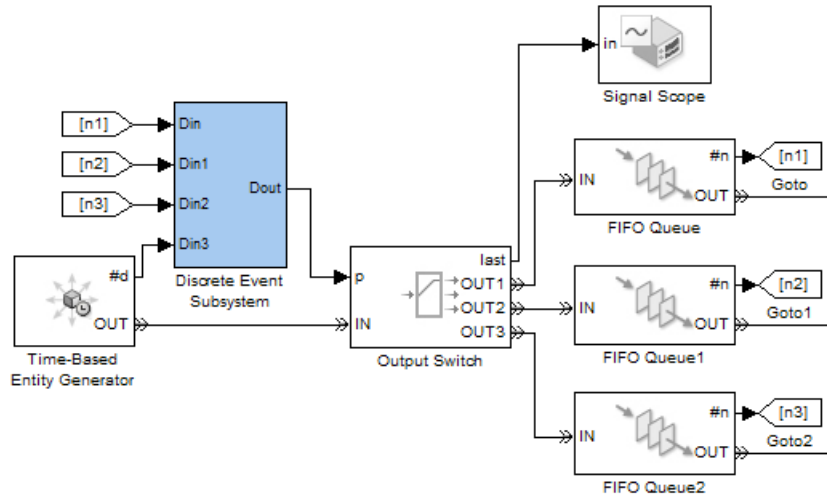 in
Signal Scope
[n1]
[n2]
[n3]
Din
Din1
Din2
Din3
Dout
Discrete Event
Subsystem
#d
OUT
Time-Based
Entity Generator
p
IN
last
OUT1
OUT2
OUT3
Output Switch
IN
#n
OUT
FIFO Queue
[n1]
Goto
IN
#n
OUT
FIFO Queue1
[n2]
Goto1
IN
#n
OUT
FIFO Queue2
[n3]
Goto2